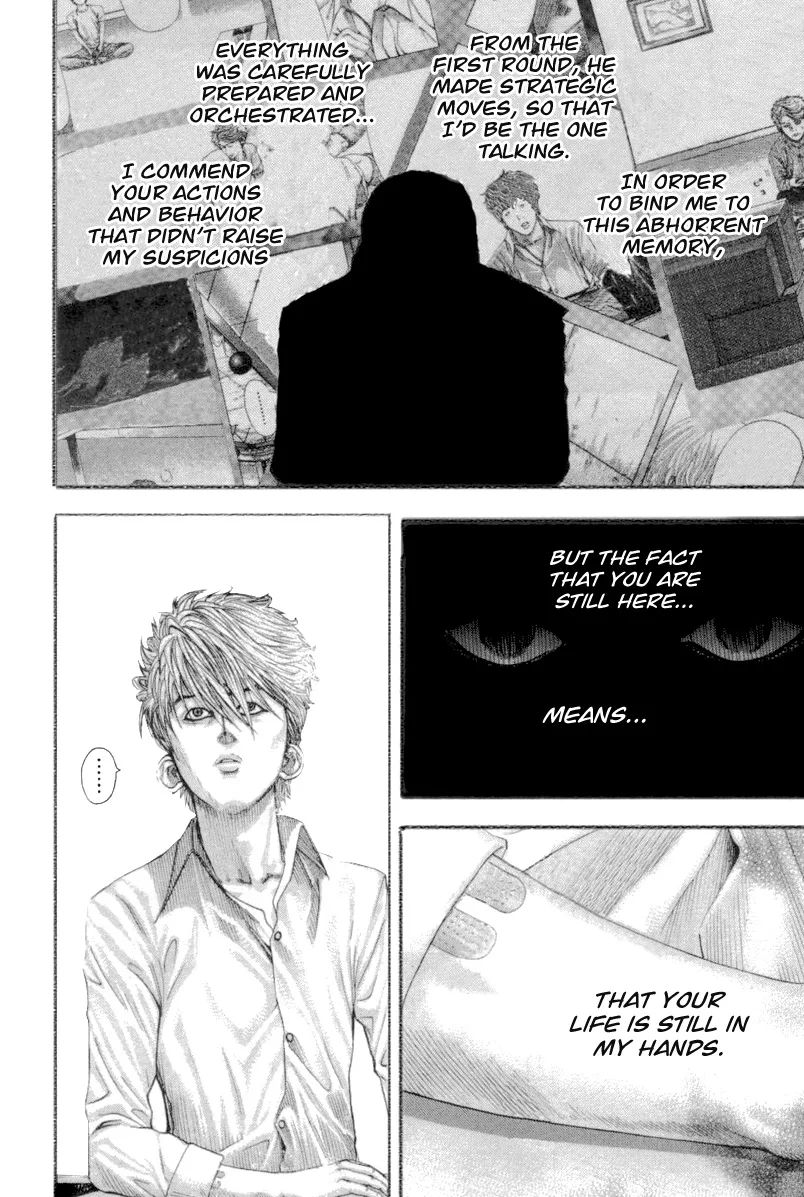 IN ORDER
TO BIND ME TO
THIS ABHORRENT
MEMORY,
FROM THE
FIRST ROUND, HE
MADE STRATEGIC
MOVES, SO THAT
I'D BE THE ONE
TALKING.
EVERYTHING
WAS CAREFULLY
PREPARED AND
ORCHESTRATED...
I COMMEND
YOUR ACTIONS
AND BEHAVIOR
THAT DIDN'T RAISE
MY SUSPICIONS
BUT THE FACT
THAT YOU ARE
STILL HERE...
MEANS...
THAT YOUR
LIFE IS STILL IN
MY HANDS.
......